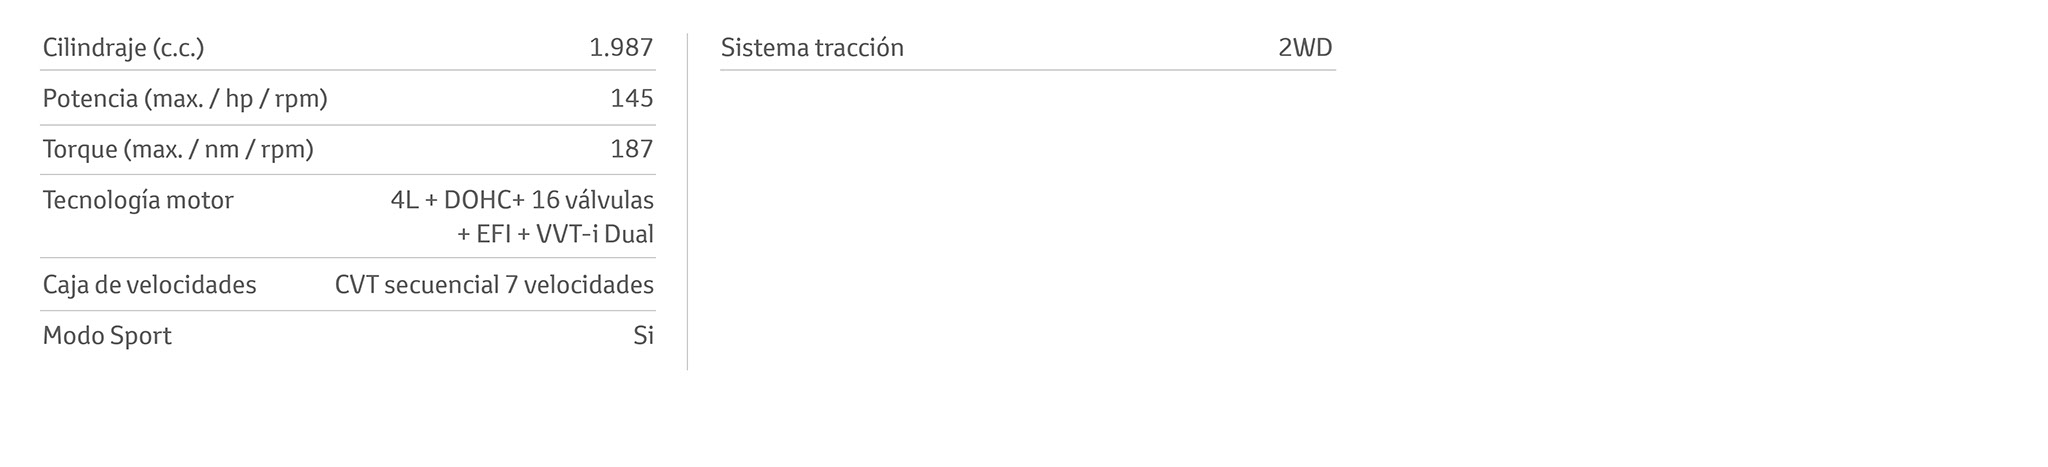 Cilindraje (c.c.) 1.987
Potencia (max. / hp / rpm) 145
Torque (max. / nm / rpm) 187
Tecnología motor 4L + DOHC+ 16 válvulas
+ EFI + VVT-i Dual
Caja de velocidades CVT secuencial 7 velocidades
Modo Sport Si
Sistema tracción 2WD